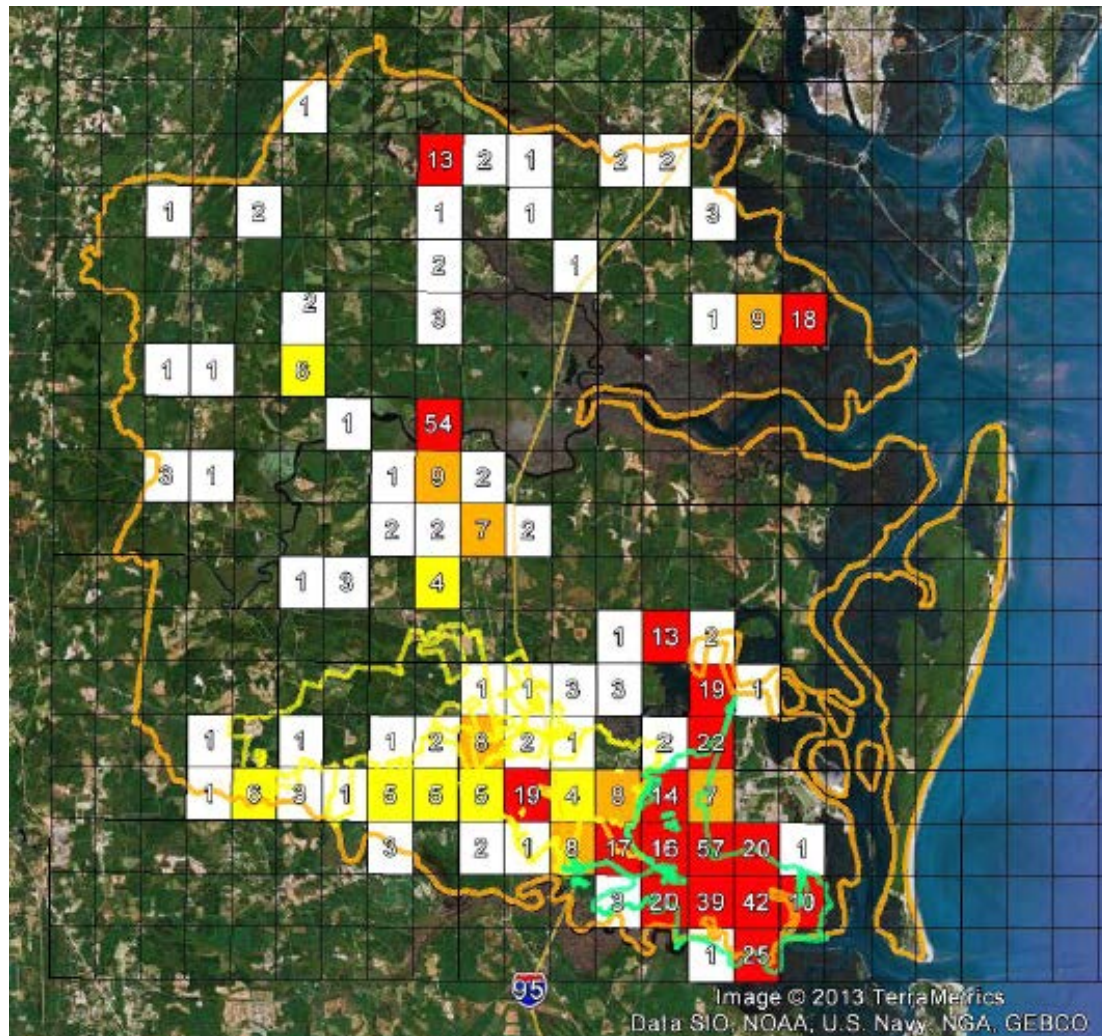 1
13 2 1 2 2
1 2 1 1 3
2 1
2 3 1 9 18
1 1
1 54
3 1 1 9 2
2 2 7 2
1 3 4
1 13 2
1 1 3 3 19 1
1 1 1 2 8 2 1 2 22
1 6 3 1 5 5 5 19 4 14 7
3 2 1 8 17 16 57 20 1
20 39 42 10
1 25
95
Image © 2013 TerraMetrics
Data SIO, NOAA, U.S. Navy, NGA, GEBCO